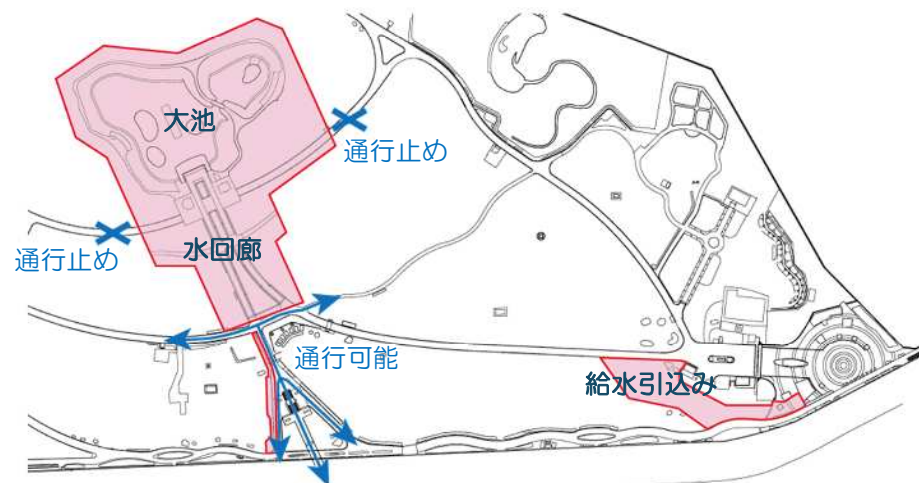 大池
通行止め
水回廊
通行止め
通行可能
給水引込み